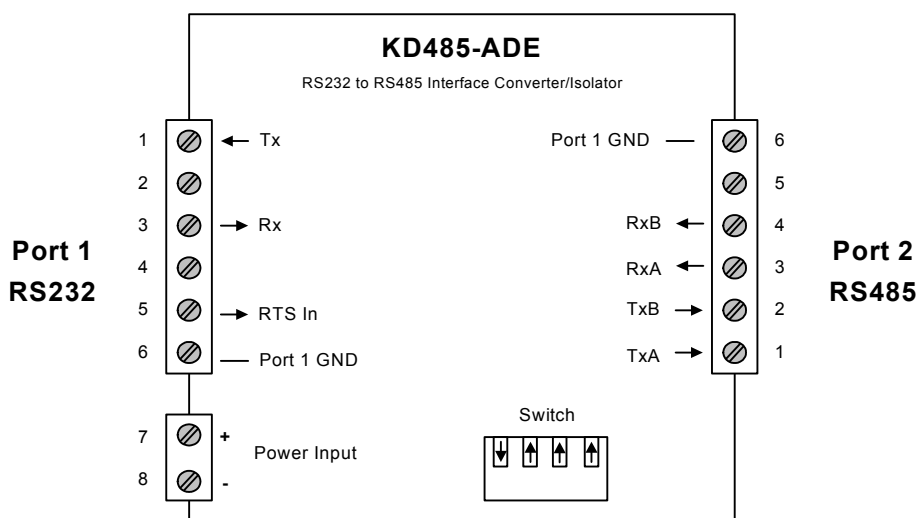 KD485-ADE
RS232 to RS485 Interface Converter/Isolator
1 Tx
2
3 Rx
4
5 RTS In
6 Port 1 GND
Port 1
RS232
7 +
8 -
Power Input
Port 1 GND 6
5
RxB 4
RxA 3
TxB 2
TxA 1
Port 2
RS485
Switch